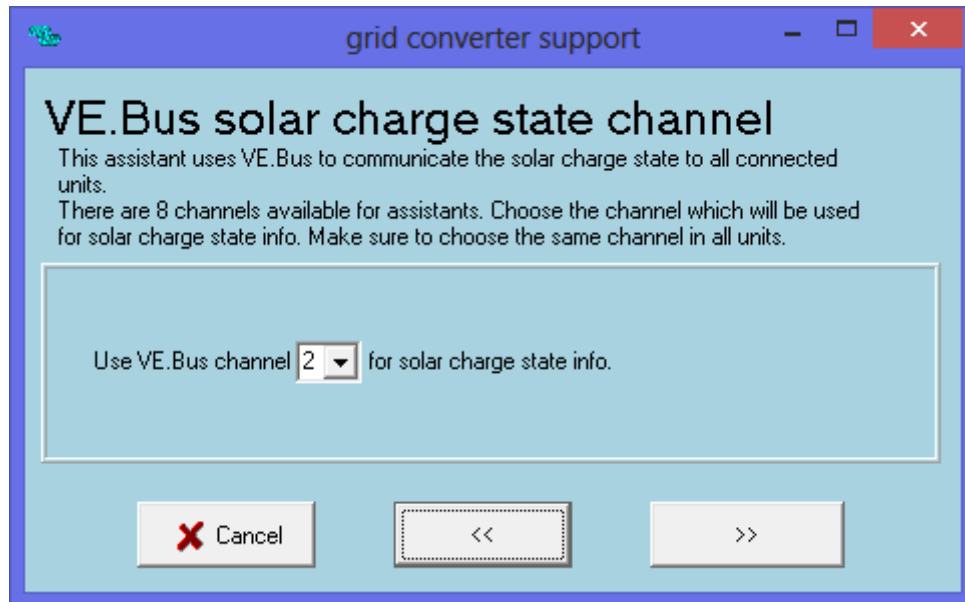 grid converter support
VE.Bus solar charge state channel
This assistant uses VE.Bus to communicate the solar charge state to all connected
units.
There are 8 channels available for assistants. Choose the channel which will be used
for solar charge state info. Make sure to choose the same channel in all units.
Use VE.Bus channel 2 for solar charge state info.
Cancel << >>